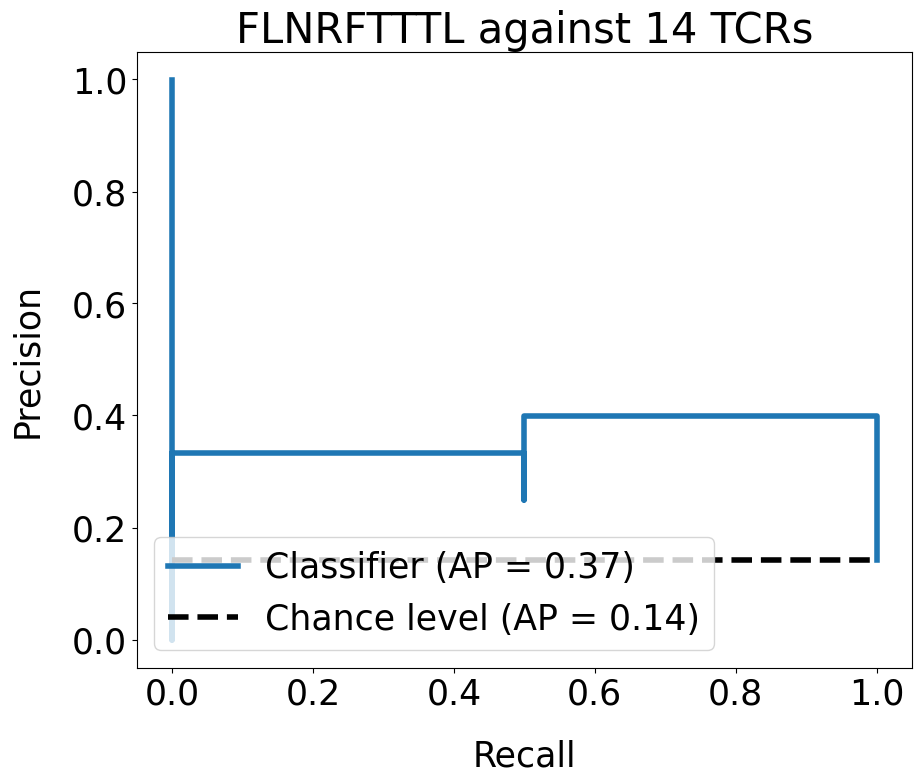 FLNRFTTTL against 14 TCRs
1.0
0.8
0.6
0.4
0.2
0.0
Precision
Classifier (AP = 0.37)
Chance level (AP = 0.14)
0.0 0.2 0.4 0.6 0.8 1.0
Recall